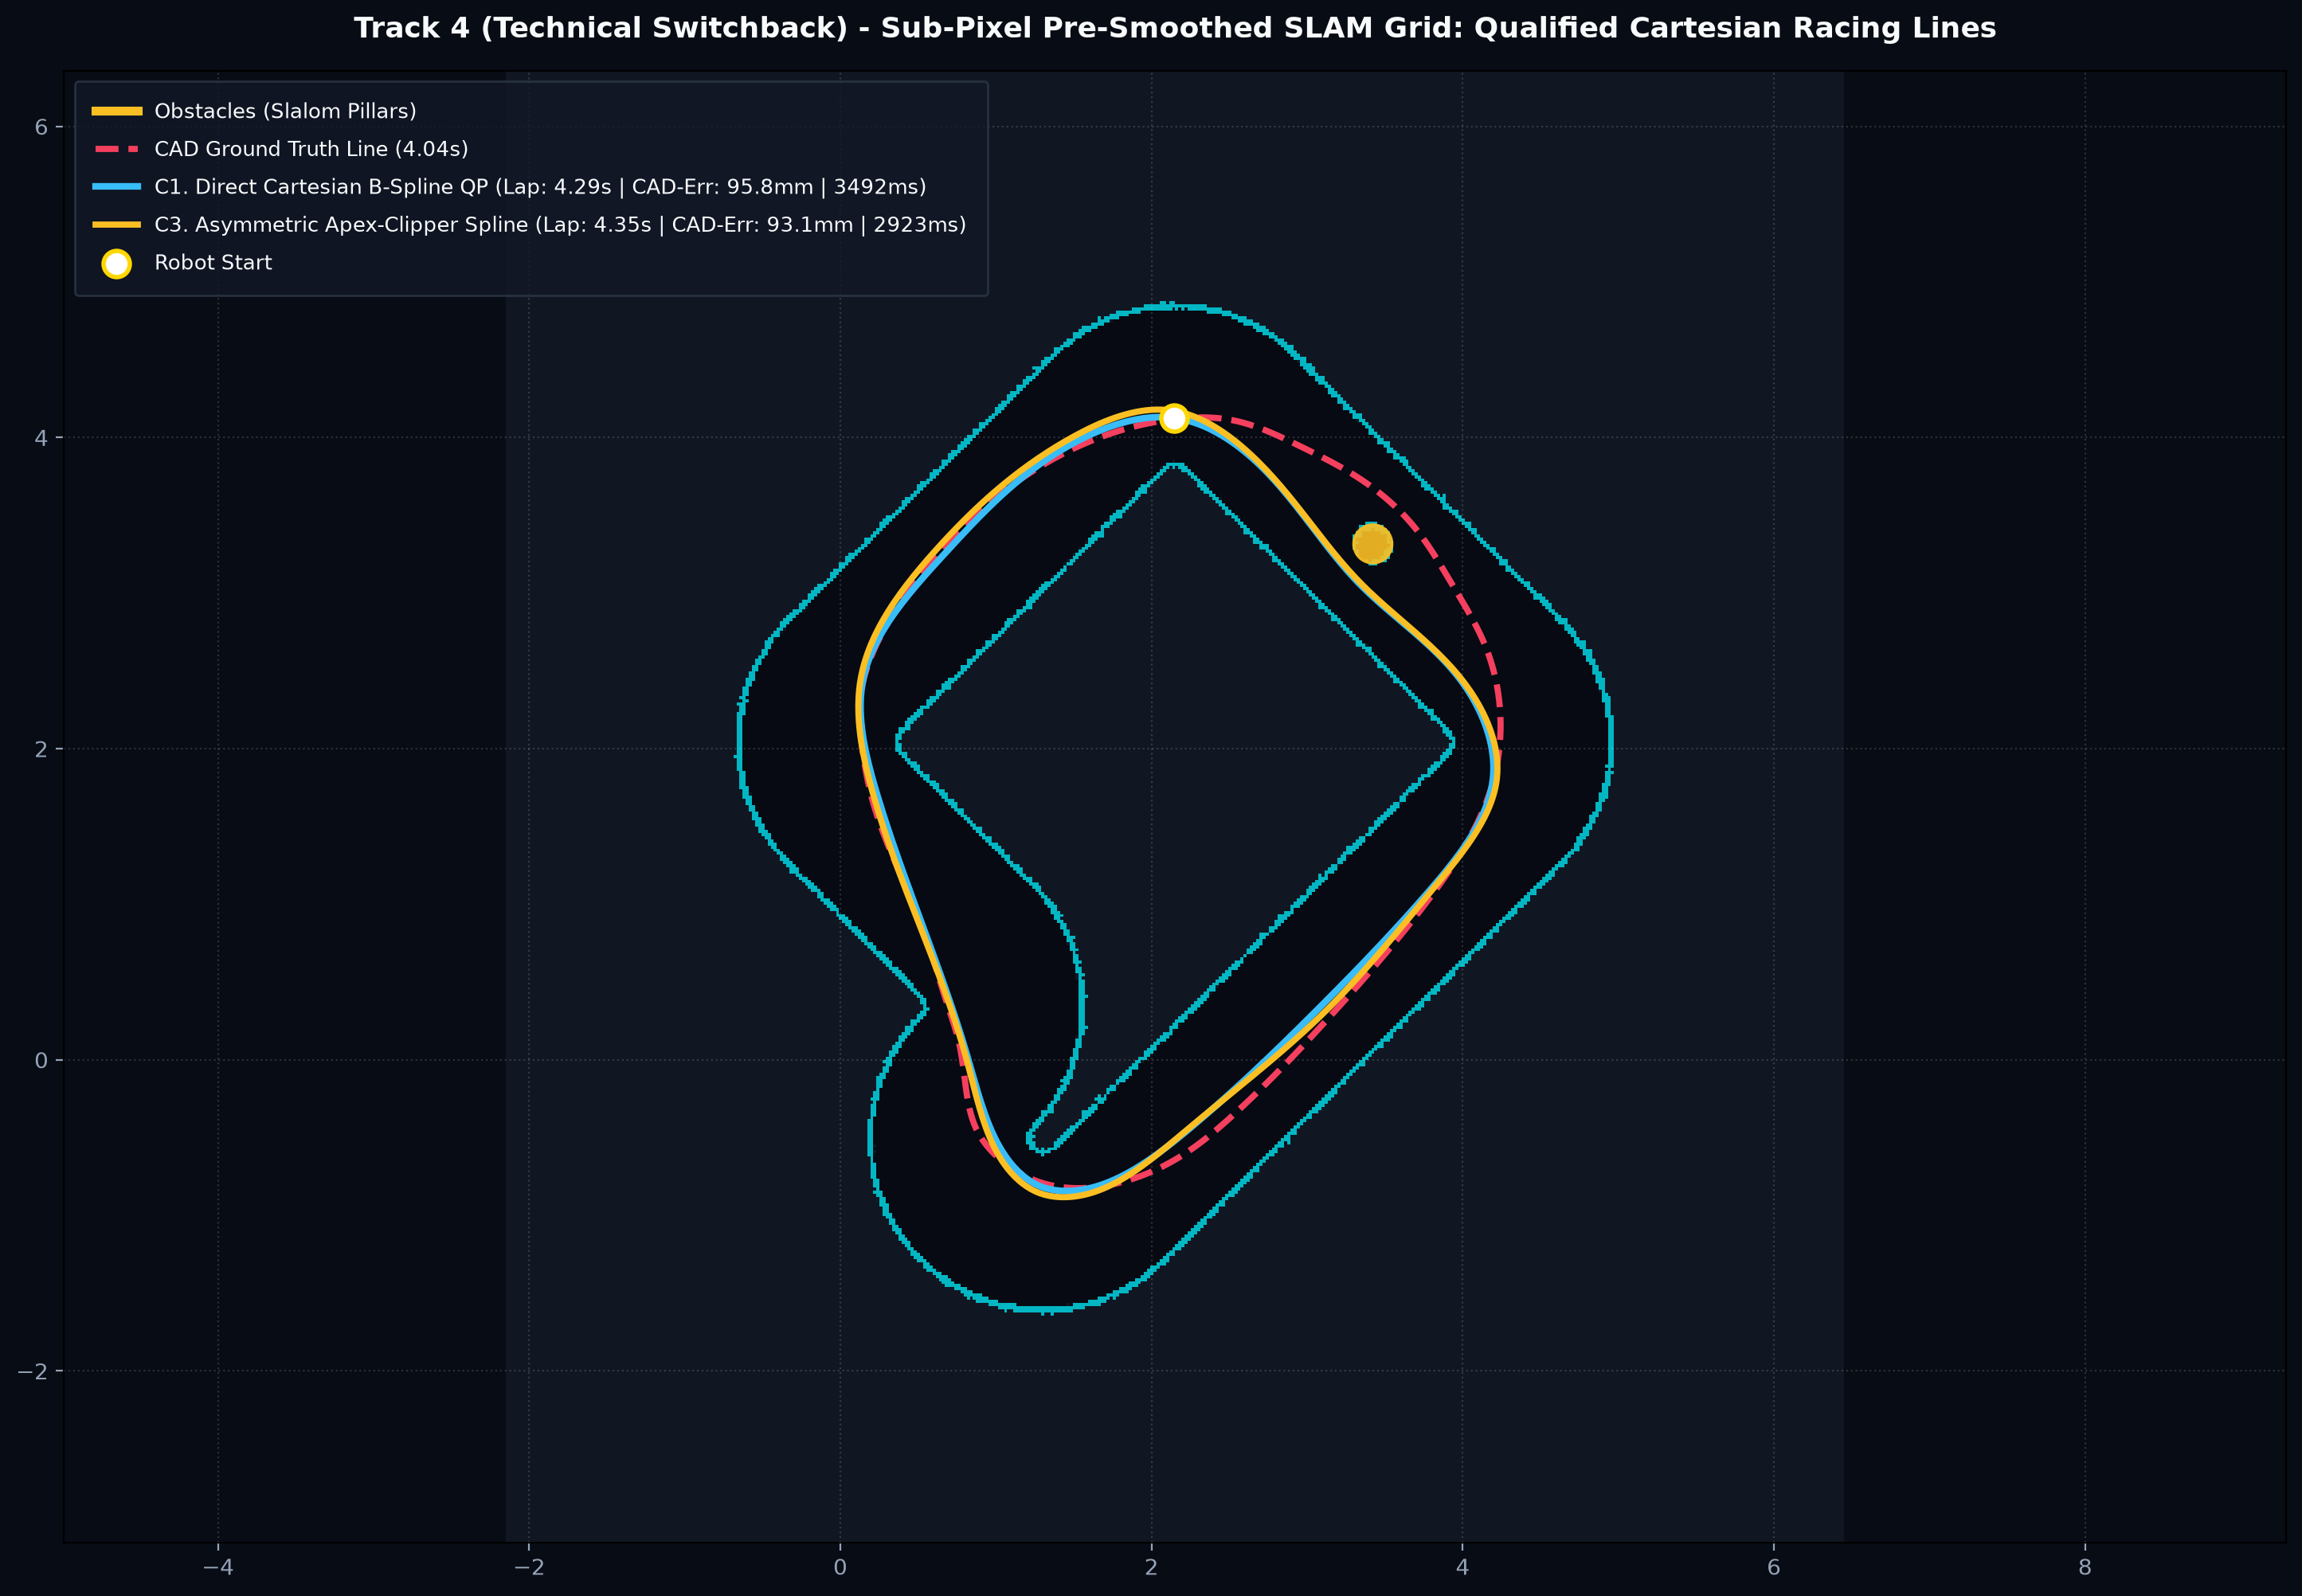 Track 4 (Technical Switchback) - Sub-Pixel Pre-Smoothed SLAM Grid: Qualified Cartesian Racing Lines
Obstacles (Slalom Pillars)
CAD Ground Truth Line (4.04s)
C1. Direct Cartesian B-Spline QP (Lap: 4.29s | CAD-Err: 95.8mm | 3492ms)
C3. Asymmetric Apex-Clipper Spline (Lap: 4.35s | CAD-Err: 93.1mm | 2923ms)
Robot Start
6
4
2
0
−2
−4
−2
0
2
4
6
8